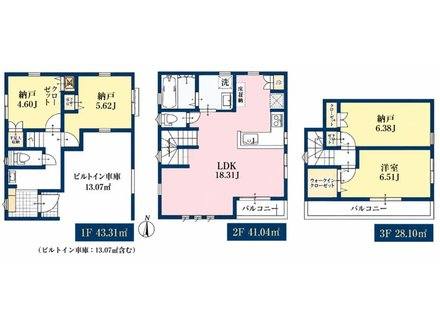 納戸
4.60J
クローゼット
納戸
5.62J
ビルトイン車庫
13.07㎡
N
1F 43.31㎡
(ビルトイン車庫:13.07㎡含む)
洗
床収納
冷
LDK
18.31J
バルコニー
2F 41.04㎡
クローゼット
納戸
6.38J
洋室
6.51J
ウォークインクローゼット
バルコニー
3F 28.10㎡